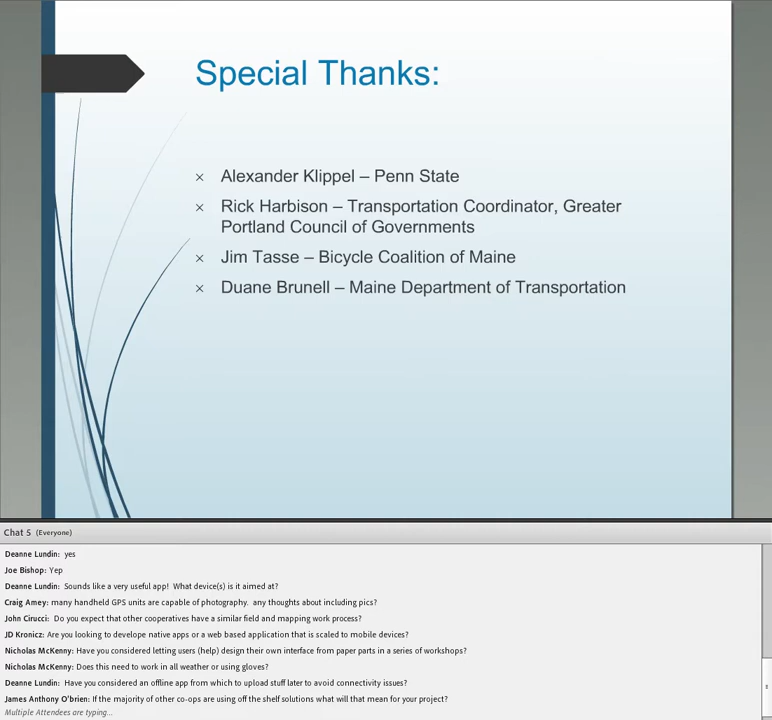 Special Thanks:
× Alexander Klippel – Penn State
× Rick Harbison – Transportation Coordinator, Greater
Portland Council of Governments
× Jim Tasse – Bicycle Coalition of Maine
× Duane Brunell – Maine Department of Transportation
Chat 5 (Everyone)
Deanne Lundin: yes
Joe Bishop: Yep
Deanne Lundin: Sounds like a very useful app! What device(s) is it aimed at?
Craig Amey: many handheld GPS units are capable of photography. any thoughts about including pics?
John Cirucci: Do you expect that other cooperatives have a similar field and mapping work process?
JD Kronicz: Are you looking to develope native apps or a web based application that is scaled to mobile devices?
Nicholas McKenny: Have you considered letting users (help) design their own interface from paper parts in a series of workshops?
Nicholas McKenny: Does this need to work in all weather or using gloves?
Deanne Lundin: Have you considered an offline app from which to upload stuff later to avoid connectivity issues?
James Anthony O'brien: If the majority of other co-ops are using off the shelf solutions what will that mean for your project?
Multiple Attendees are typing...